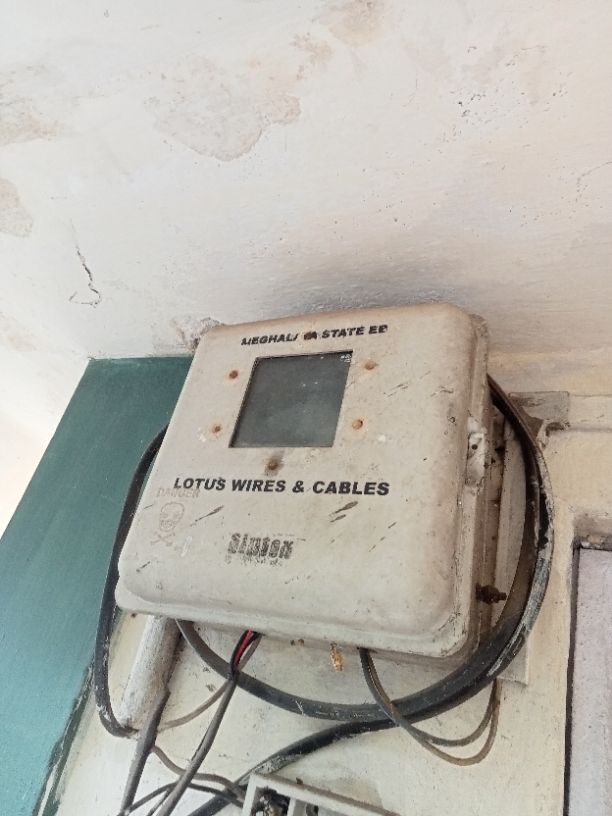 STATE EB
LOTUS WIRES & CABLES
DANGER
Sintex